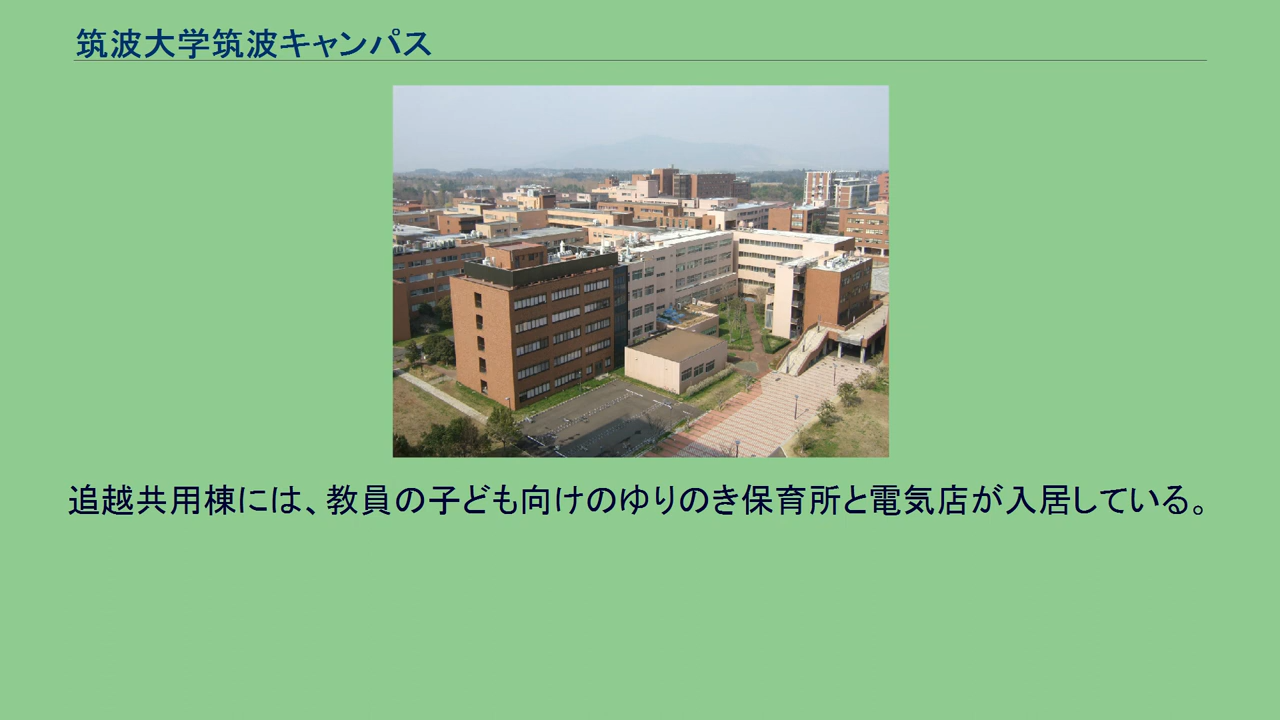 筑波大学筑波キャンパス
追越共用棟には、教員の子ども向けのゆりのき保育所と電気店が入居している。